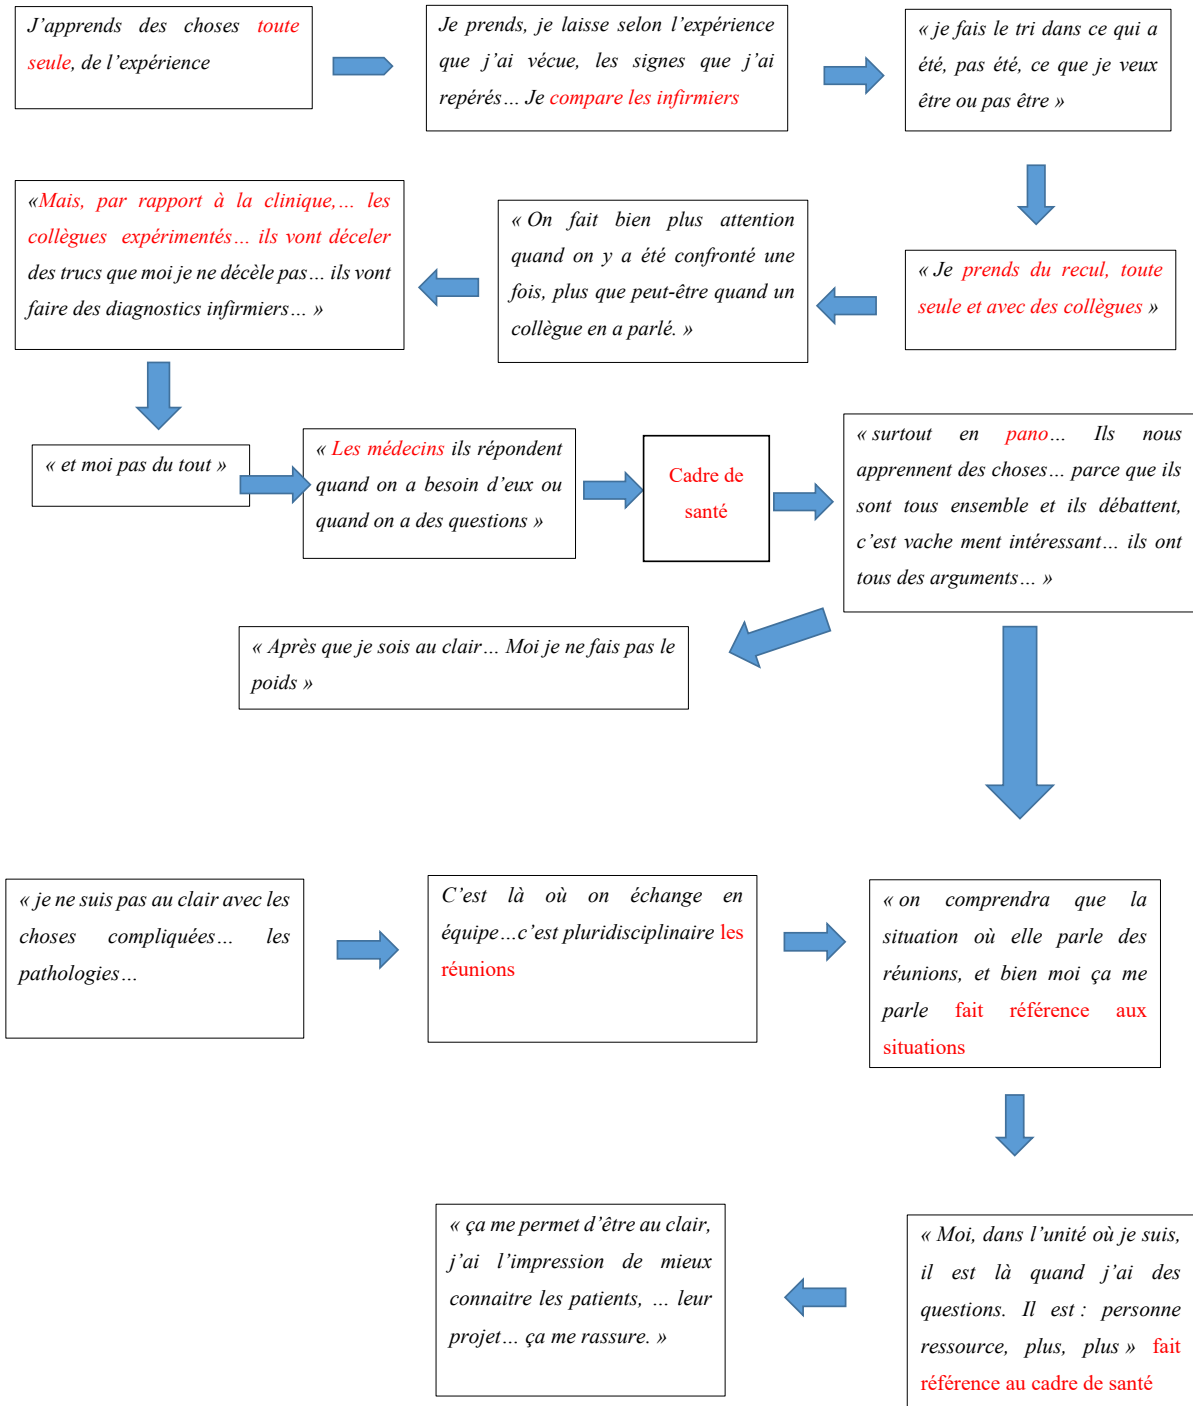 J’apprends des choses toute
seule, de l’expérience
Je prends, je laisse selon l’expérience
que j’ai vécue, les signes que j’ai
repérés… Je compare les infirmiers
« je fais le tri dans ce qui a
été, pas été, ce que je veux
être ou pas être »
« Je prends du recul, toute
seule et avec des collègues »
« On fait bien plus attention
quand on y a été confronté une
fois, plus que peut-être quand un
collègue en a parlé. »
«Mais, par rapport à la clinique,… les
collègues expérimentés… ils vont déceler
des trucs que moi je ne décèle pas… ils vont
faire des diagnostics infirmiers… »
« et moi pas du tout »
« Les médecins ils répondent
quand on a besoin d’eux ou
quand on a des questions »
Cadre de
santé
« surtout en pano… Ils nous
apprennent des choses… parce que ils
sont tous ensemble et ils débattent,
c’est vache ment intéressant… ils ont
tous des arguments… »
« Après que je sois au clair… Moi je ne fais pas le
poids »
« je ne suis pas au clair avec les
choses compliquées… les
pathologies…
C’est là où on échange en
équipe…c’est pluridisciplinaire les
réunions
« on comprendra que la
situation où elle parle des
réunions, et bien moi ça me
parle fait référence aux
situations
« Moi, dans l’unité où je suis,
il est là quand j’ai des
questions. Il est : personne
ressource, plus, plus » fait
référence au cadre de santé
« ça me permet d’être au clair,
j’ai l’impression de mieux
connaitre les patients, … leur
projet… ça me rassure. »